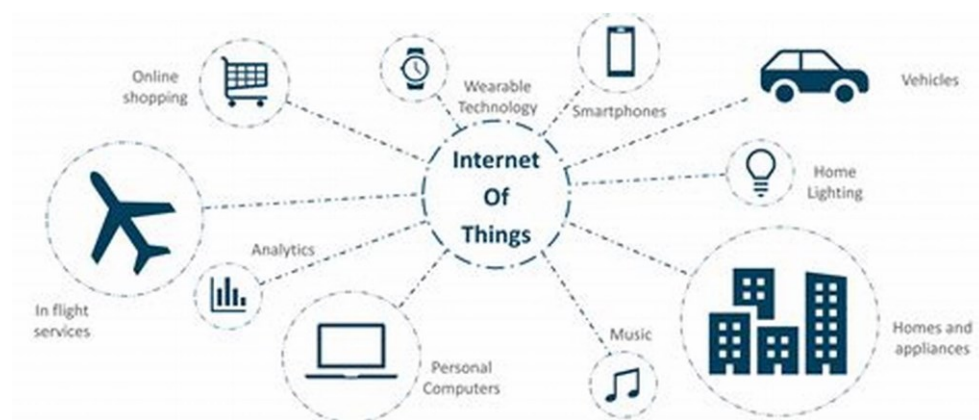 Online
shopping
Wearable
Technology
Smartphones
Vehicles
Internet
Of
Things
Home
Lighting
Analytics
In flight
services
Personal
Computers
Music
Homes and
appliances